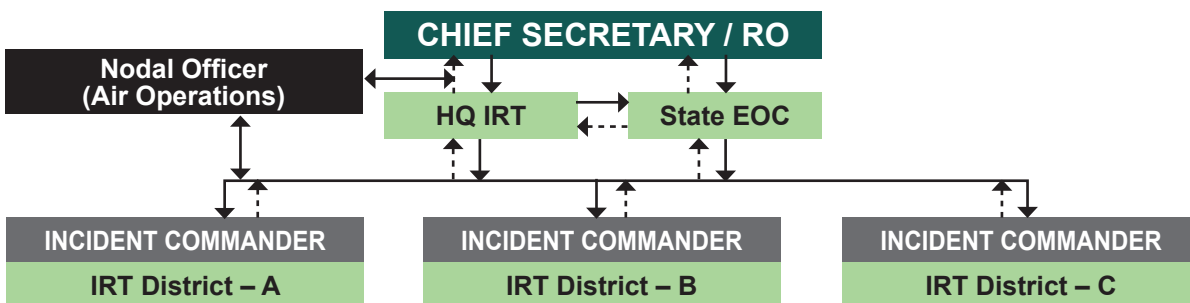 CHIEF SECRETARY / RO
Nodal Officer
(Air Operations)
HQ IRT
State EOC
INCIDENT COMMANDER
IRT District – A
INCIDENT COMMANDER
IRT District – B
INCIDENT COMMANDER
IRT District – C